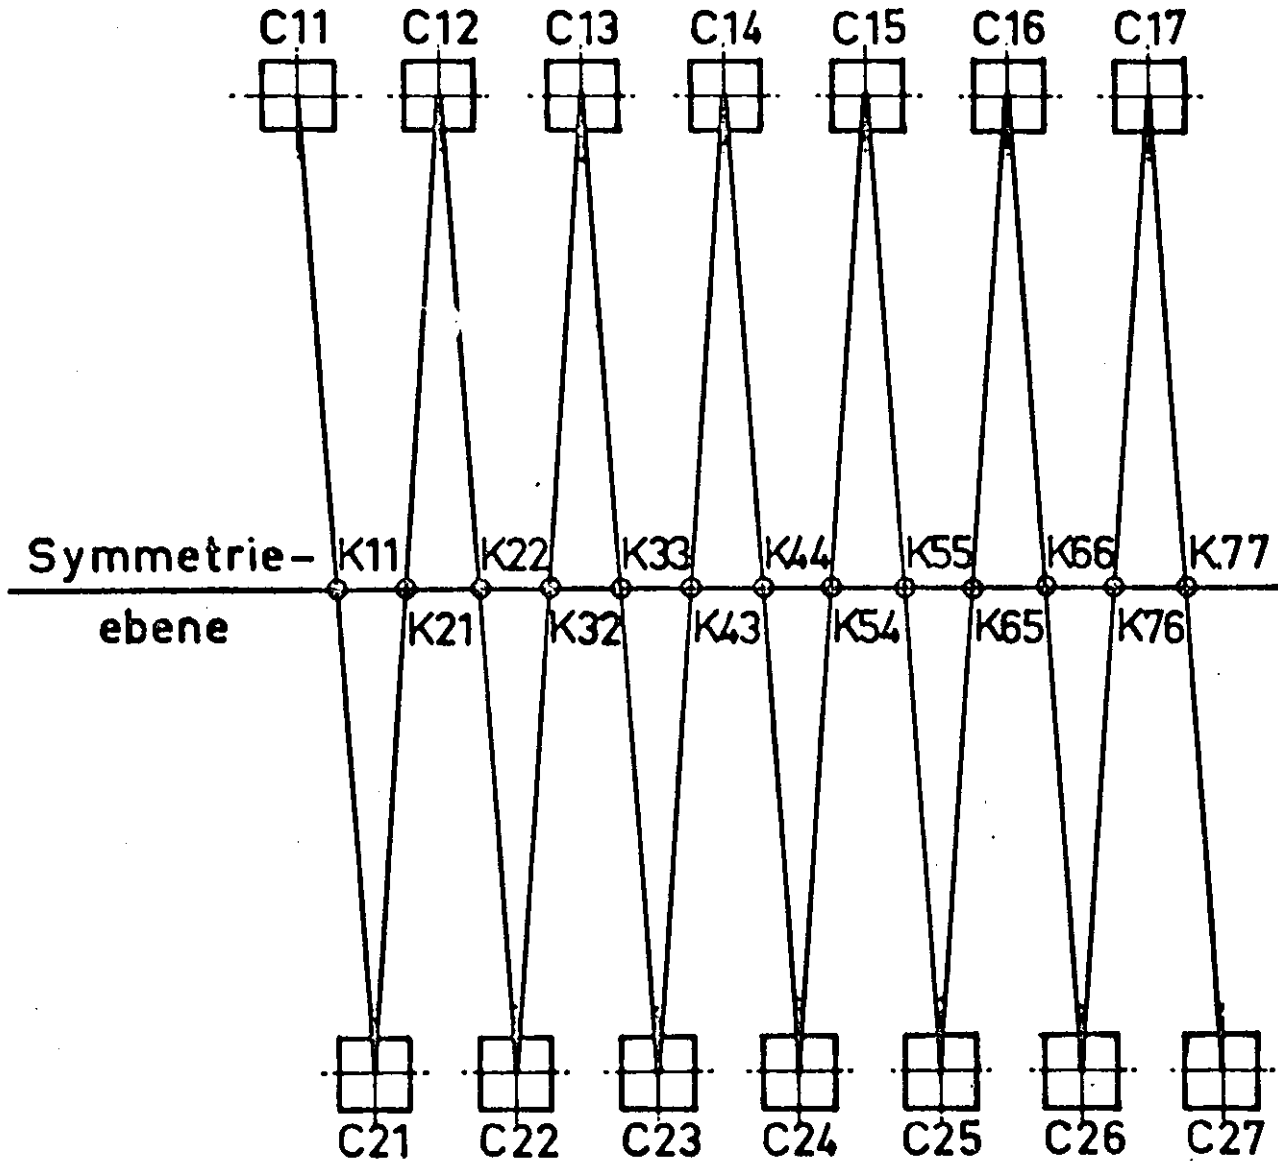 C11 C12 C13 C14 C15 C16 C17
Symmetrie- K11 K22 K33 K44 K55 K66 K77
ebene K21 K32 K43 K54 K65 K76
C21 C22 C23 C24 C25 C26 C27